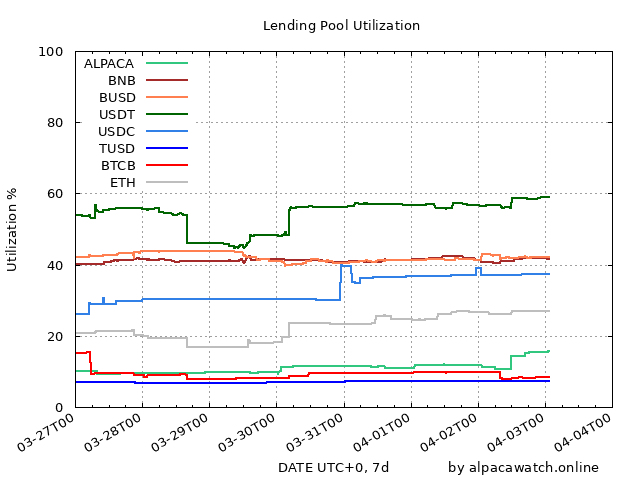 Lending Pool Utilization
100
80
60
40
20
0
Utilization %
ALPACA
BNB
BUSD
USDT
USDC
TUSD
BTCB
ETH
03-27T00
03-28T00
03-29T00
03-30T00
03-31T00
04-01T00
04-02T00
04-03T00
04-04T00
DATE UTC+0, 7d
by alpacawatch.online